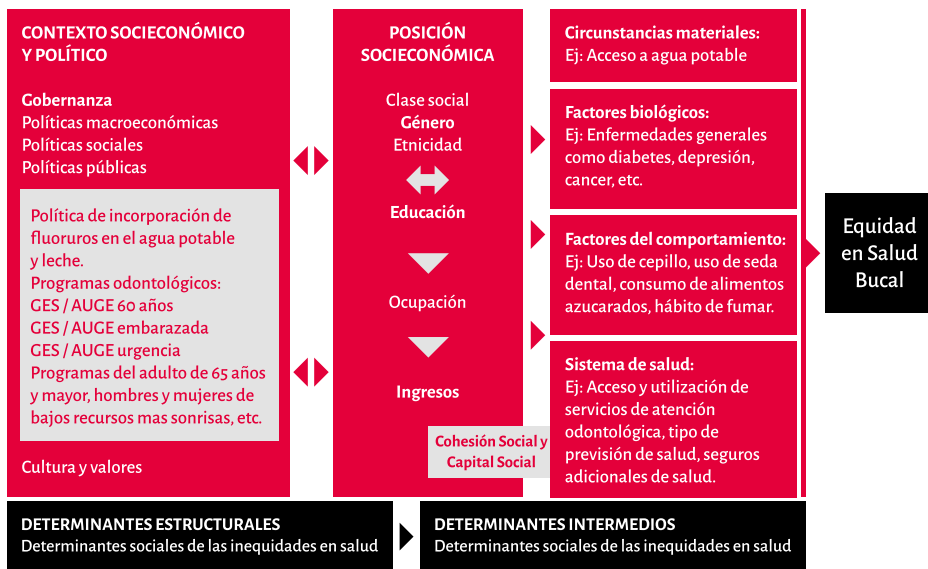 CONTEXTO SOCIECONÓMICO
Y POLÍTICO
Gobernanza
Políticas macroeconómicas
Políticas sociales
Políticas públicas
Política de incorporación de
fluoruros en el agua potable
y leche.
Programas odontológicos:
GES / AUGE 60 años
GES / AUGE embarazada
GES / AUGE urgencia
Programas del adulto de 65 años
y mayor, hombres y mujeres de
bajos recursos mas sonrisas, etc.
Cultura y valores
POSICIÓN
SOCIECONÓMICA
Clase social
Género
Etnicidad
Educación
Ocupación
Ingresos
Cohesión Social y
Capital Social
Circunstancias materiales:
Ej: Acceso a agua potable
Factores biológicos:
Ej: Enfermedades generales
como diabetes, depresión,
cancer, etc.
Factores del comportamiento:
Ej: Uso de cepillo, uso de seda
dental, consumo de alimentos
azucarados, hábito de fumar.
Sistema de salud:
Ej: Acceso y utilización de
servicios de atención
odontológica, tipo de
previsión de salud, seguros
adicionales de salud.
Equidad
en Salud
Bucal
DETERMINANTES ESTRUCTURALES
Determinantes sociales de las inequidades en salud
DETERMINANTES INTERMEDIOS
Determinantes sociales de las inequidades en salud